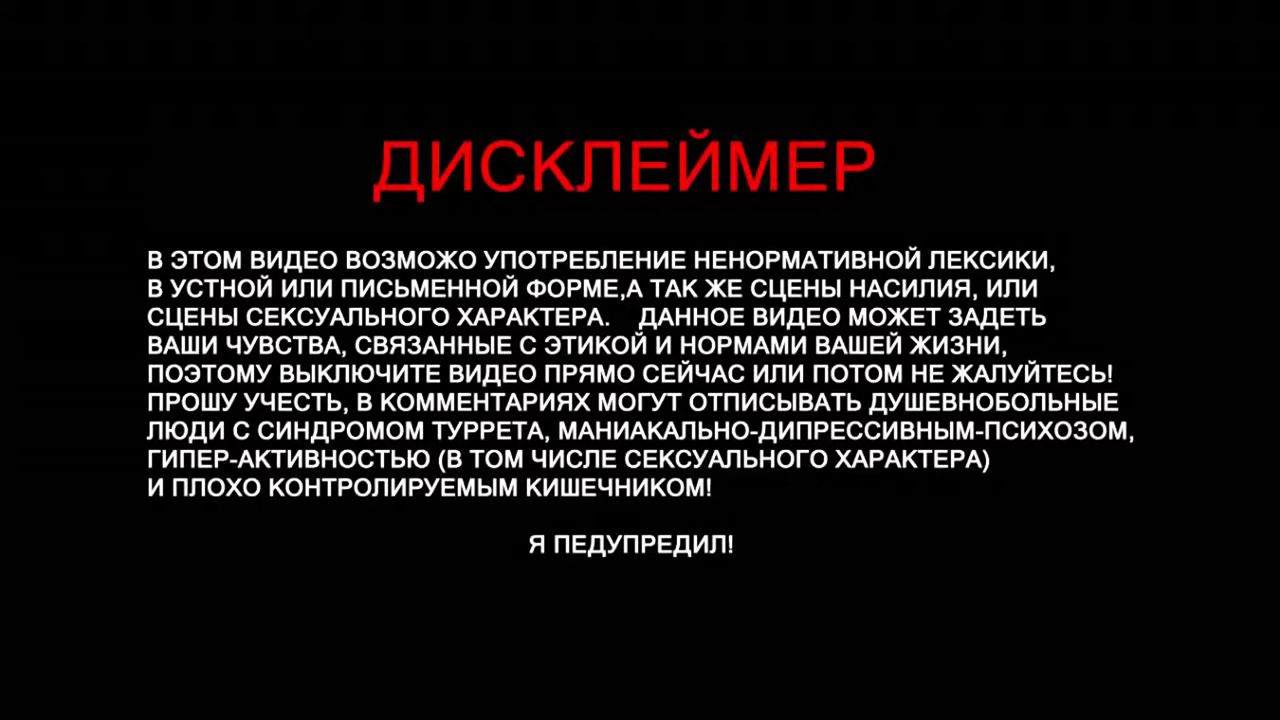 ДИСКЛЕЙМЕР
В ЭТОМ ВИДЕО ВОЗМОЖО УПОТРЕБЛЕНИЕ НЕНОРМАТИВНОЙ ЛЕКСИКИ,
В УСТНОЙ ИЛИ ПИСЬМЕННОЙ ФОРМЕ,А ТАК ЖЕ СЦЕНЫ НАСИЛИЯ, ИЛИ
СЦЕНЫ СЕКСУАЛЬНОГО ХАРАКТЕРА. ДАННОЕ ВИДЕО МОЖЕТ ЗАДЕТЬ
ВАШИ ЧУВСТВА, СВЯЗАННЫЕ С ЭТИКОЙ И НОРМАМИ ВАШЕЙ ЖИЗНИ,
ПОЭТОМУ ВЫКЛЮЧИТЕ ВИДЕО ПРЯМО СЕЙЧАС ИЛИ ПОТОМ НЕ ЖАЛУЙТЕСЬ!
ПРОШУ УЧЕСТЬ, В КОММЕНТАРИЯХ МОГУТ ОТПИСЫВАТЬ ДУШЕВНОБОЛЬНЫЕ
ЛЮДИ С СИНДРОМОМ ТУРРЕТА, МАНИАКАЛЬНО-ДИПРЕССИВНЫМ-ПСИХОЗОМ,
ГИПЕР-АКТИВНОСТЬЮ (В ТОМ ЧИСЛЕ СЕКСУАЛЬНОГО ХАРАКТЕРА)
И ПЛОХО КОНТРОЛИРУЕМЫМ КИШЕЧНИКОМ!
Я ПЕДУПРЕДИЛ!